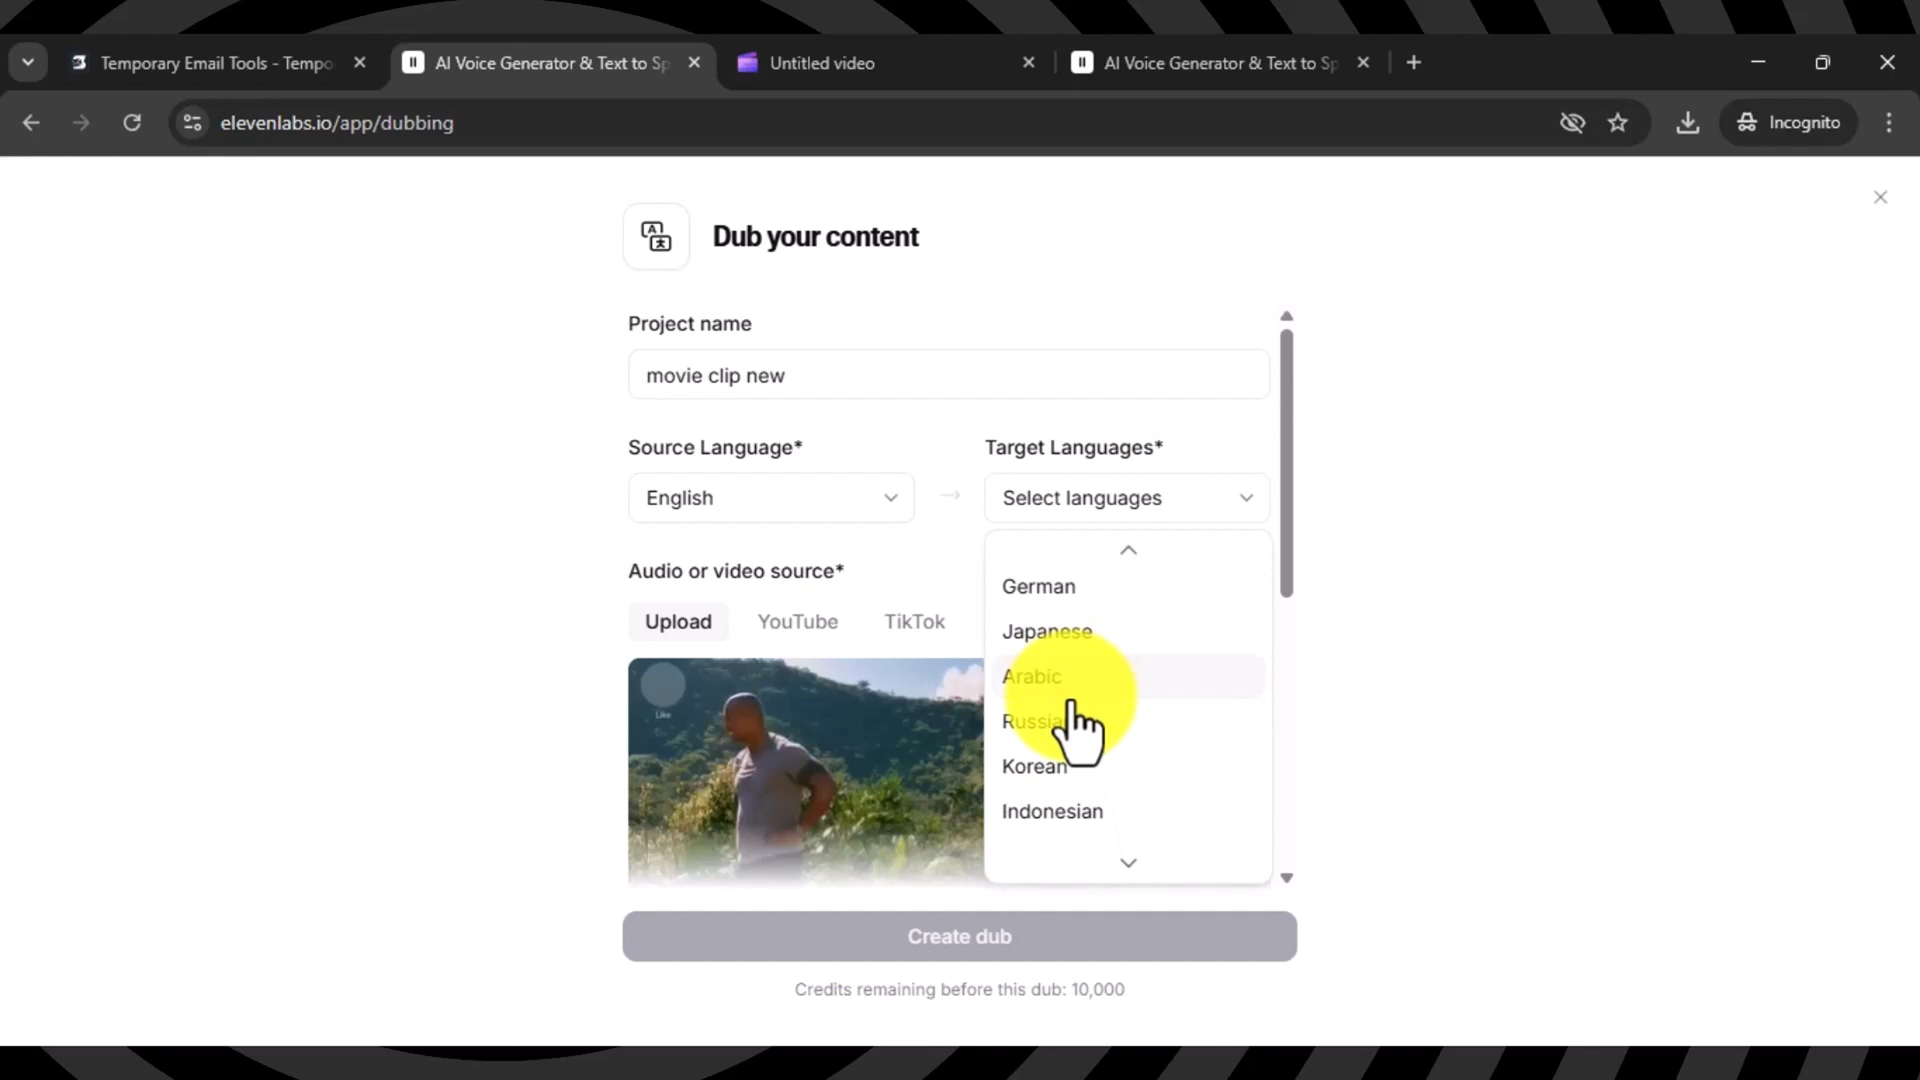 Temporary Email Tools - Tempo
AI Voice Generator & Text to Sp
Untitled video
AI Voice Generator & Text to Sp
elevenlabs.io/app/dubbing
Incognito
Dub your content
Project name
movie clip new
Source Language*
Target Languages*
English
Select languages
Audio or video source*
Upload
YouTube
TikTok
German
Japanese
Arabic
Russia
Korean
Indonesian
Like
Create dub
Credits remaining before this dub: 10,000